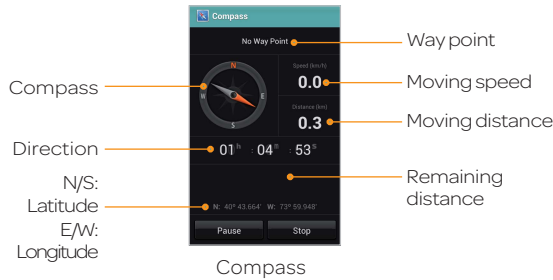 Compass
No Way Point
Way point
N
W
E
S
Speed (km/h)
0.0
Moving speed
Compass
Distance (km)
0.3
Moving distance
Direction
01 h : 04 m : 53 s
N/S:
Latitude
E/W:
Longitude
Remaining
distance
N: 40° 43.664' W: 73° 59.948'
Pause
Stop
Compass